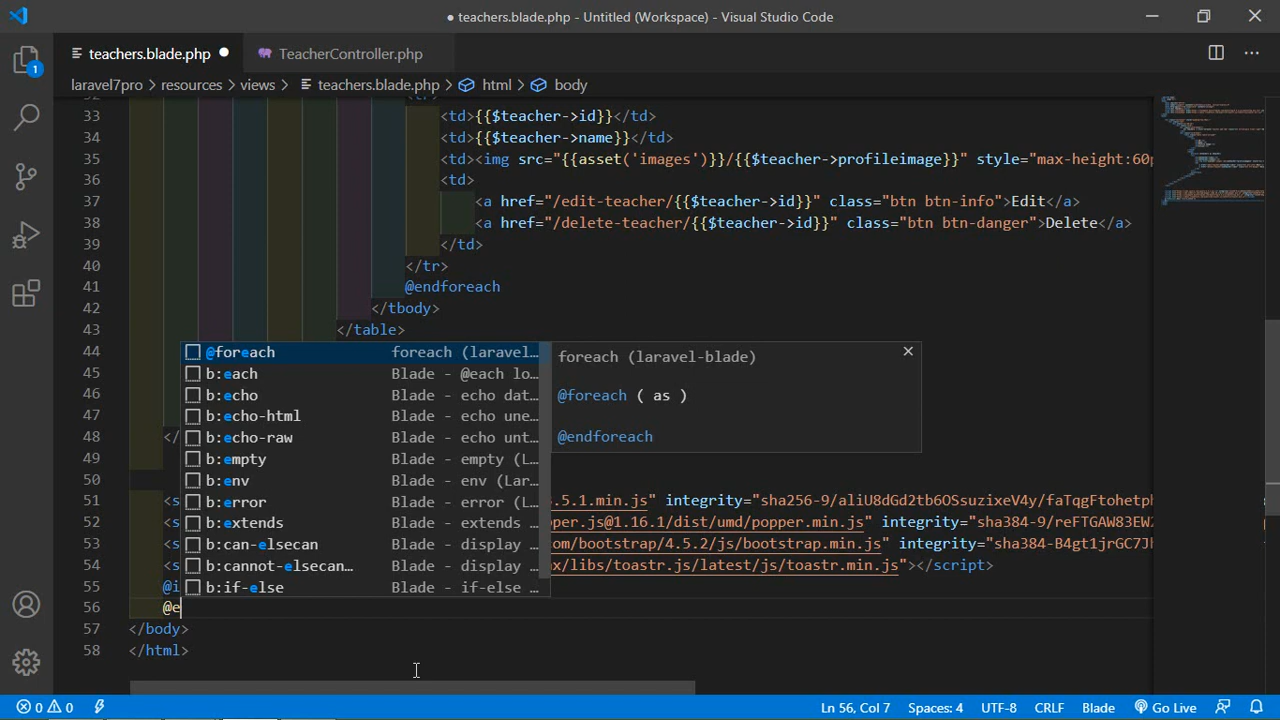 ● teachers.blade.php - Untitled (Workspace) - Visual Studio Code
teachers.blade.php
TeacherController.php
1
laravel7pro > resources > views > teachers.blade.php > html > body
33 <td>{{$teacher->id}}</td>
34 <td>{{$teacher->name}}</td>
35 <td><img src="{{asset('images')}}/{{$teacher->profileimage}}" style="max-height:60p
36 <td>
37 <a href="/edit-teacher/{{$teacher->id}}" class="btn btn-info">Edit</a>
38 <a href="/delete-teacher/{{$teacher->id}}" class="btn btn-danger">Delete</a>
39 </td>
40 </tr>
41 @endforeach
42 </tbody>
43 </table>
44 @foreach foreach (laravel…
b:each Blade - @each lo…
45
46 b:echo Blade - echo dat…
47 b:echo-html Blade - echo une…
48 </ b:echo-raw Blade - echo unt…
49 b:empty Blade - empty (L…
50 b:env Blade - env (Lar…
51 <s b:error Blade - error (L…
52 <s b:extends Blade - extends …
53 <s b:can-elsecan Blade - display …
54 <s b:cannot-elsecan… Blade - display …
55 @i b:if-else Blade - if-else …
foreach (laravel-blade)
@foreach ( as )
@endforeach
.5.1.min.js" integrity="sha256-9/aliU8dGd2tb6OSsuzixeV4y/faTqgFtohetph
pper.js@1.16.1/dist/umd/popper.min.js" integrity="sha384-9/reFTGAW83EW2
om/bootstrap/4.5.2/js/bootstrap.min.js" integrity="sha384-B4gt1jrGC7J
x/libs/toastr.js/latest/js/toastr.min.js"></script>
56 @e
57 </body>
58 </html>
0 0 Ln 56, Col 7 Spaces: 4 UTF-8 CRLF Blade Go Live